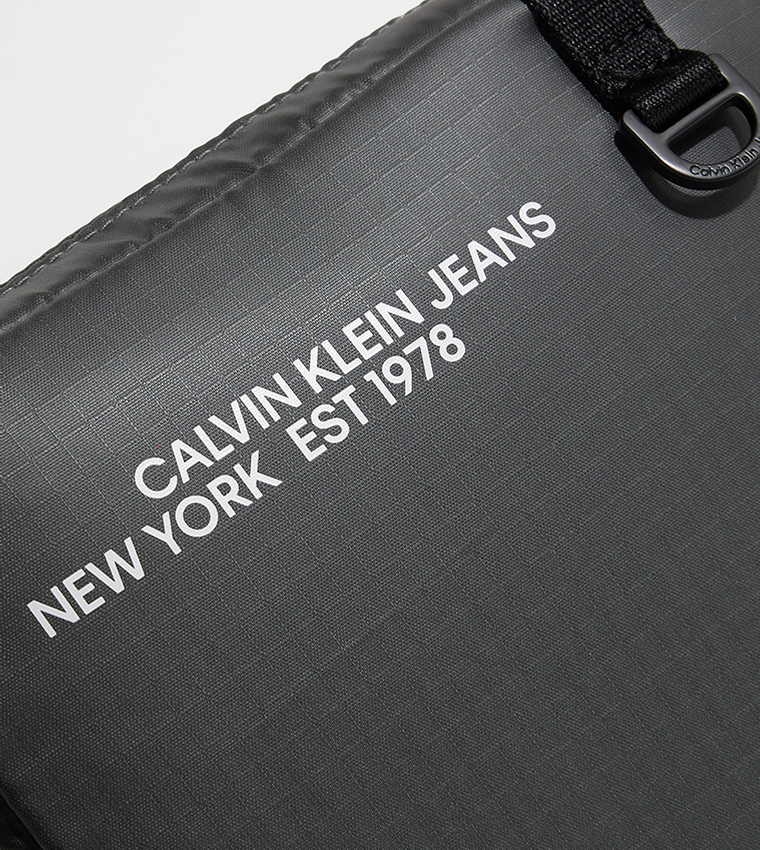 Calvin Klein
CALVIN KLEIN JEANS
NEW YORK EST 1978